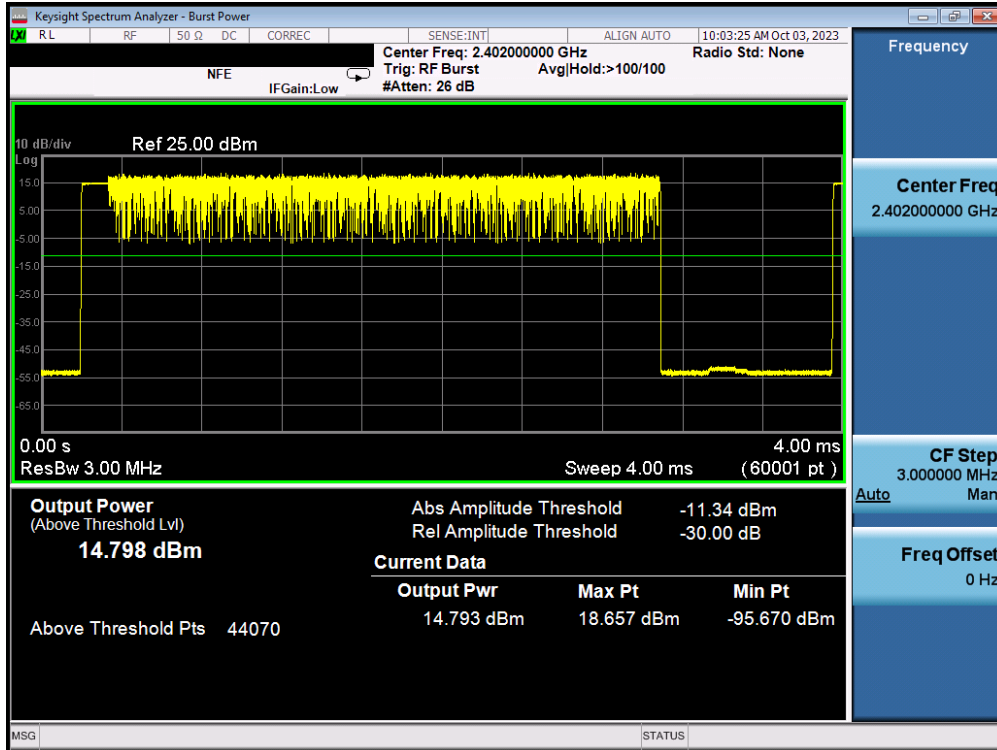 Keysight Spectrum Analyzer - Burst Power
LXI RL RF 50 Ω DC CORREC SENSE:INT ALIGN AUTO 10:03:25 AM Oct 03, 2023
Center Freq: 2.402000000 GHz Radio Std: None
NFE Trig: RF Burst Avg|Hold:>100/100
IFGain:Low #Atten: 26 dB
10 dB/div Ref 25.00 dBm
Log
15.0
5.00
-5.00
-15.0
-25.0
-35.0
-45.0
-55.0
-65.0
0.00 s 4.00 ms
ResBw 3.00 MHz Sweep 4.00 ms (60001 pt)
Output Power
(Above Threshold Lvl)
14.798 dBm
Above Threshold Pts 44070
Abs Amplitude Threshold -11.34 dBm
Rel Amplitude Threshold -30.00 dB
Current Data
Output Pwr Max Pt Min Pt
14.793 dBm 18.657 dBm -95.670 dBm
Frequency
Center Freq
2.402000000 GHz
CF Step
3.000000 MHz
Auto Man
Freq Offset
0 Hz
MSG STATUS